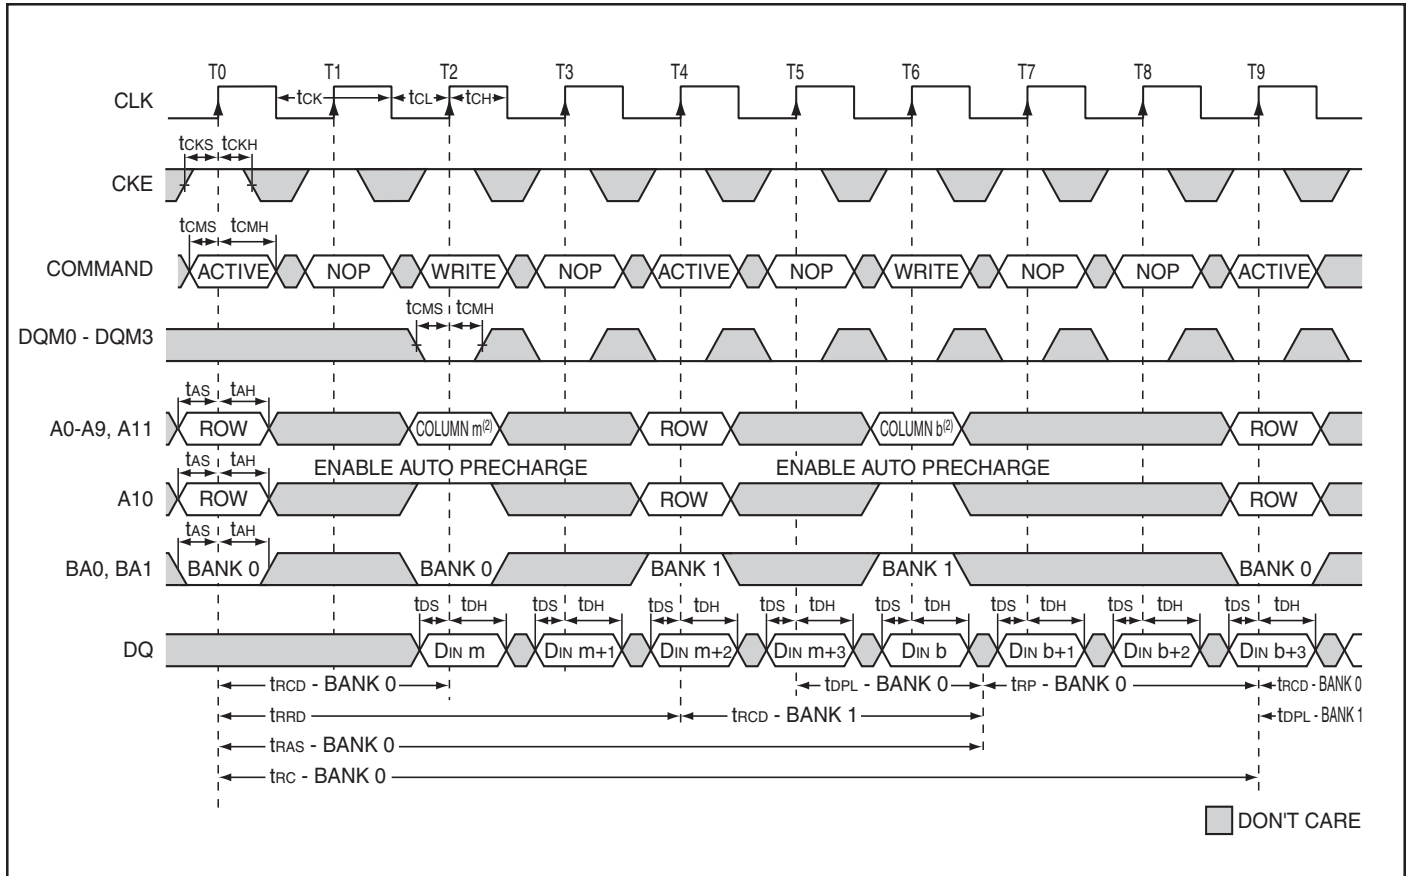 T0 T1 T2 T3 T4 T5 T6 T7 T8 T9
CLK tCK tCL tCH
tCKS tCKH
CKE
tCMS tCMH
COMMAND ACTIVE NOP WRITE NOP ACTIVE NOP WRITE NOP NOP ACTIVE
tCMS tCMH
DQM0 - DQM3
tAS tAH
A0-A9, A11 ROW COLUMN m(2) ROW COLUMN b(2) ROW
tAS tAH ENABLE AUTO PRECHARGE ENABLE AUTO PRECHARGE
A10 ROW ROW ROW
tAS tAH
BA0, BA1 BANK 0 BANK 0 BANK 1 BANK 1 BANK 0
tDS tDH tDS tDH tDS tDH tDS tDH tDS tDH tDS tDH tDS tDH tDS tDH
DQ DIN m DIN m+1 DIN m+2 DIN m+3 DIN b DIN b+1 DIN b+2 DIN b+3
tRCD - BANK 0 tDPL - BANK 0 tRP - BANK 0 tRCD - BANK 0
tRRD tRCD - BANK 1 tDPL - BANK 1
tRAS - BANK 0
tRC - BANK 0
DON'T CARE